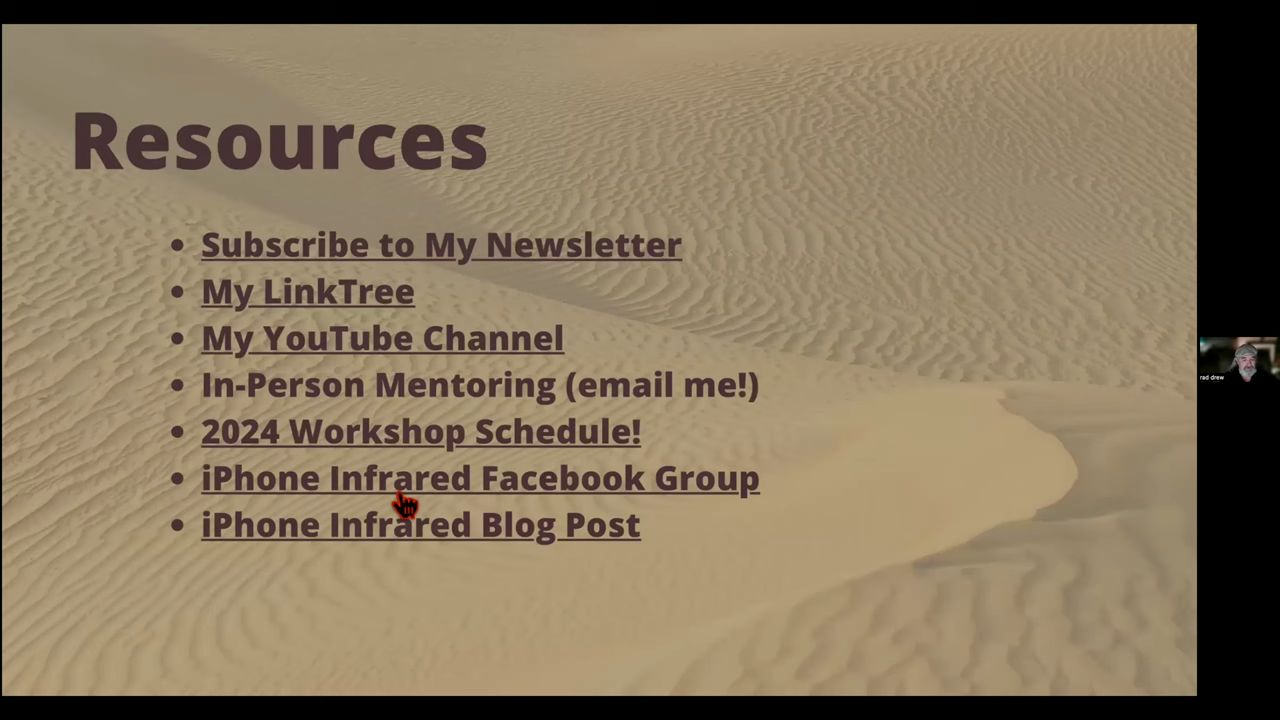 Resources
Subscribe to My Newsletter
My LinkTree
My YouTube Channel
In-Person Mentoring (email me!)
2024 Workshop Schedule!
iPhone Infrared Facebook Group
iPhone Infrared Blog Post
rad drew